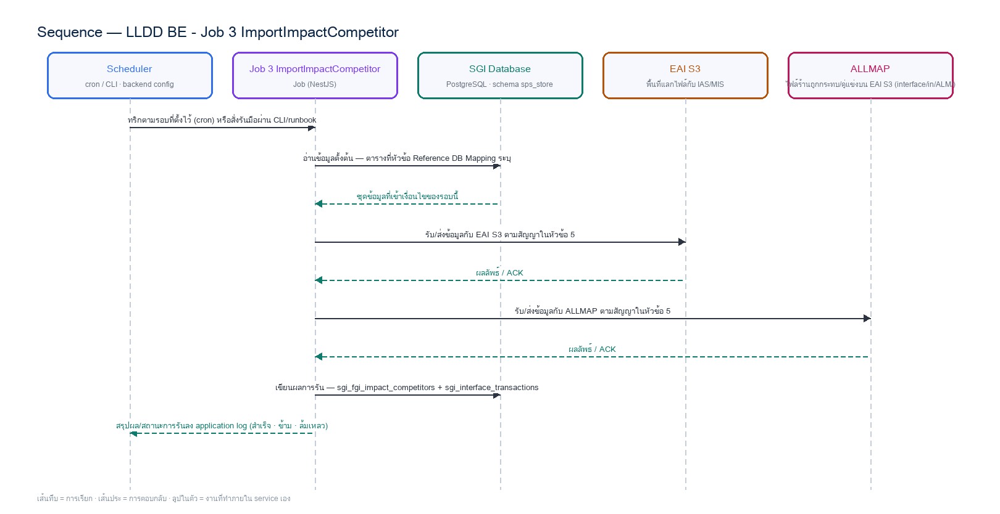 Sequence — LLDD BE - Job 3 ImportImpactCompetitor
Scheduler
cron / CLI · backend config
Job 3 ImportImpactCompetitor
Job (NestJS)
SGI Database
PostgreSQL · schema sps_store
EAI S3
พื้นที่แลกไฟล์กับ IAS/MIS
ALLMAP
ไฟล์ร้านถูกกระทบ/คู่แข่งบน EAI S3 (interface/in/ALM/)
ทริกตามรอบที่ตั้งไว้ (cron) หรือสั่งรันมือผ่าน CLI/runbook
อ่านข้อมูลตั้งต้น — ตารางที่หัวข้อ Reference DB Mapping ระบุ
ชุดข้อมูลที่เข้าเงื่อนไขของรอบนี้
รับ/ส่งข้อมูลกับ EAI S3 ตามสัญญาในหัวข้อ 5
ผลลัพธ์ / ACK
รับ/ส่งข้อมูลกับ ALLMAP ตามสัญญาในหัวข้อ 5
ผลลัพธ์ / ACK
เขียนผลการรัน — sgi_fgi_impact_competitors + sgi_interface_transactions
สรุปผล/สถานะการรันลง application log (สำเร็จ · ข้าม · ล้มเหลว)
เส้นทึบ = การเรียก · เส้นประ = การตอบกลับ · ลูปในตัว = งานที่ทำภายใน service เอง